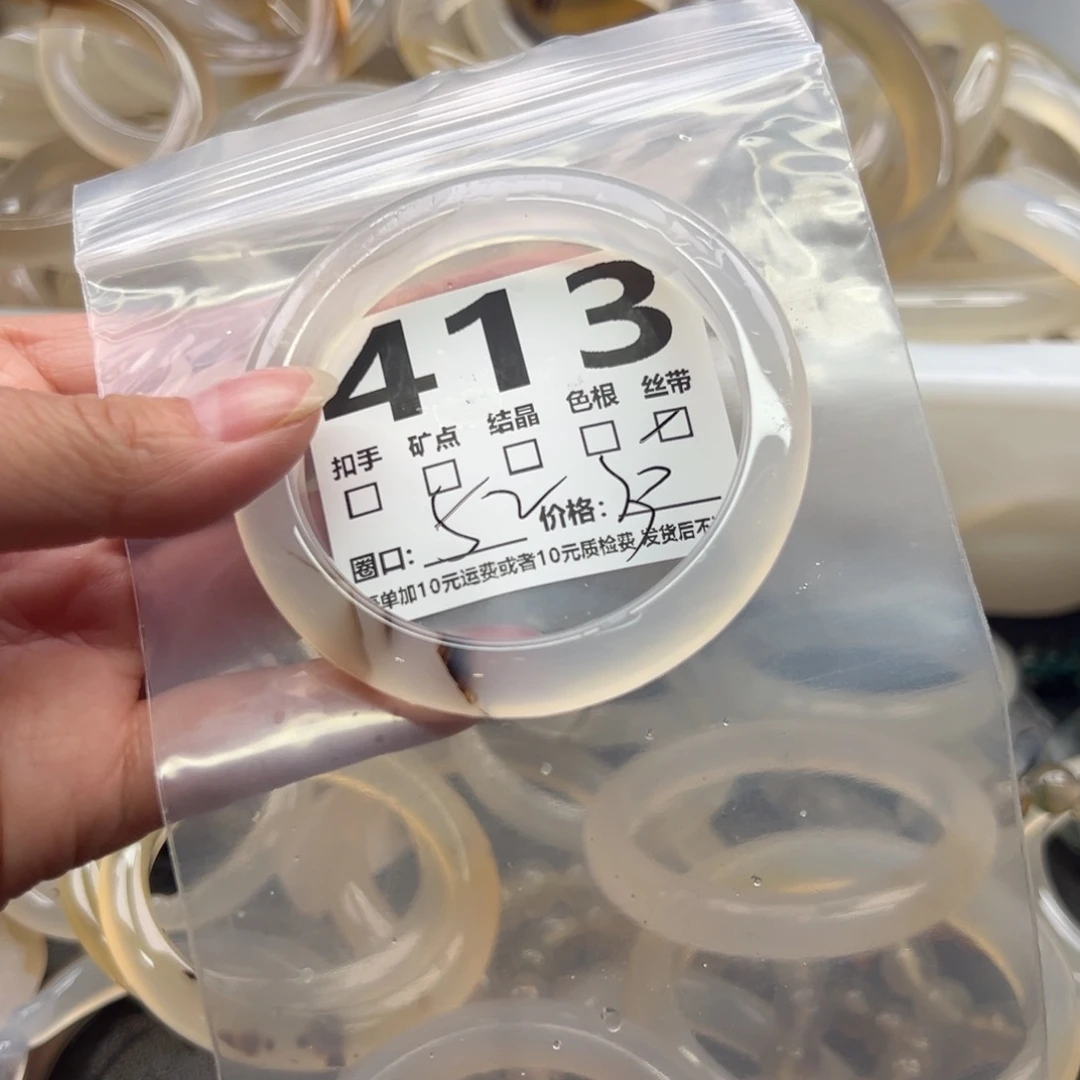 413
扣手 矿点 结晶 色根 丝带
圈口: 52 价格:
单加10元运费或者10元质检费 发货后不